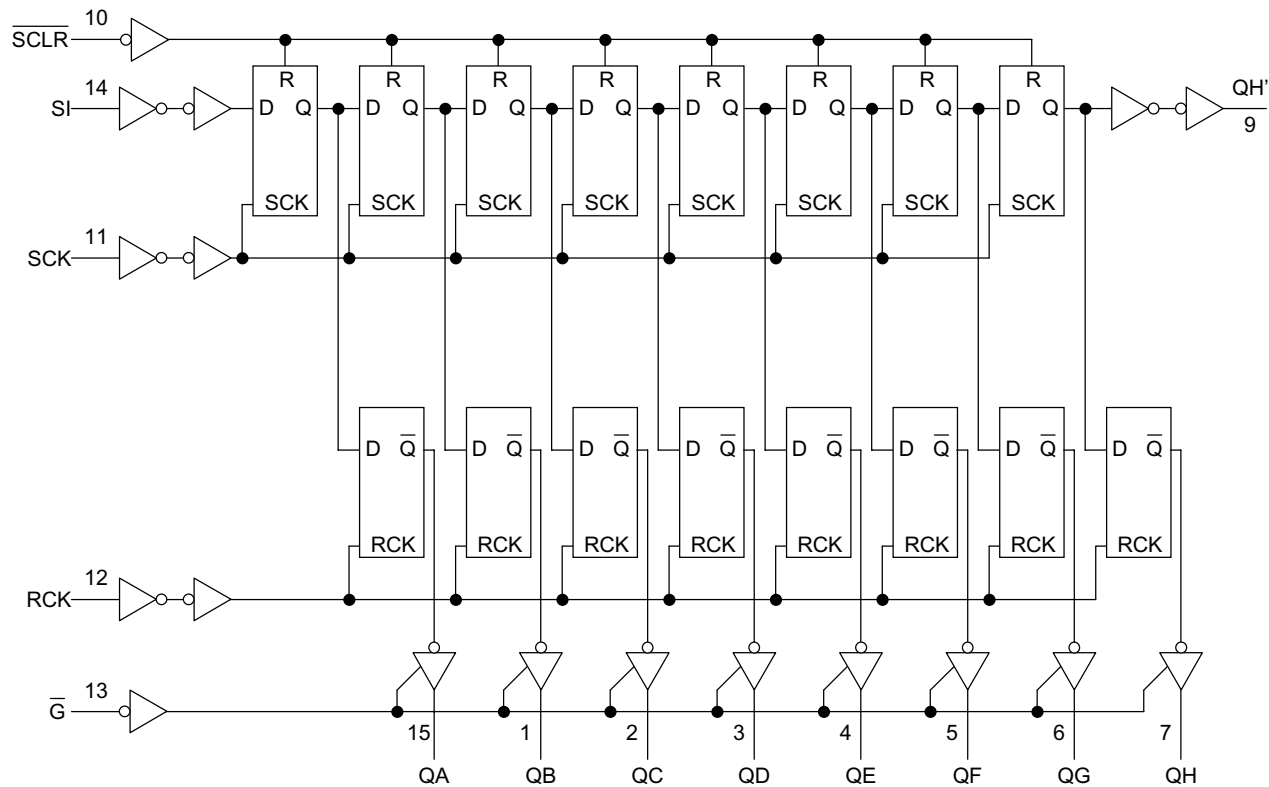 10
S̅C̅L̅R̅
R R R R R R R R
14
SI
D Q D Q D Q D Q D Q D Q D Q D Q
QH'
9
SCK SCK SCK SCK SCK SCK SCK SCK
11
SCK
D Q̅ D Q̅ D Q̅ D Q̅ D Q̅ D Q̅ D Q̅ D Q̅
RCK RCK RCK RCK RCK RCK RCK RCK
12
RCK
13
G̅
15 1 2 3 4 5 6 7
QA QB QC QD QE QF QG QH